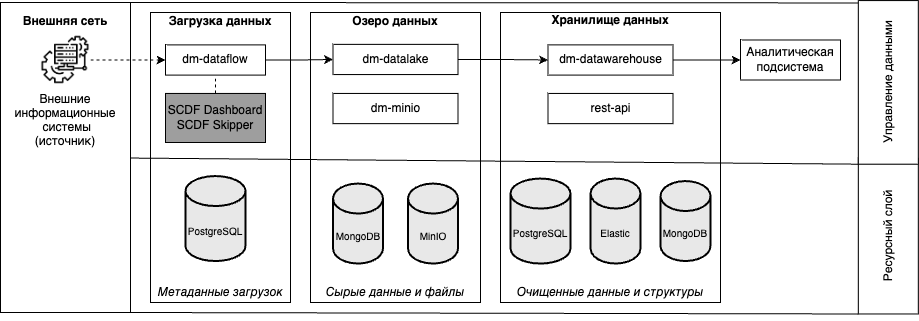 Внешняя сеть
Внешние
информационные
системы
(источник)
Загрузка данных
dm-dataflow
SCDF Dashboard
SCDF Skipper
PostgreSQL
Метаданные загрузок
Озеро данных
dm-datalake
dm-minio
MongoDB
MinIO
Сырые данные и файлы
Хранилище данных
dm-datawarehouse
rest-api
PostgreSQL
Elastic
MongoDB
Очищенные данные и структуры
Аналитическая
подсистема
Управление данными
Ресурсный слой